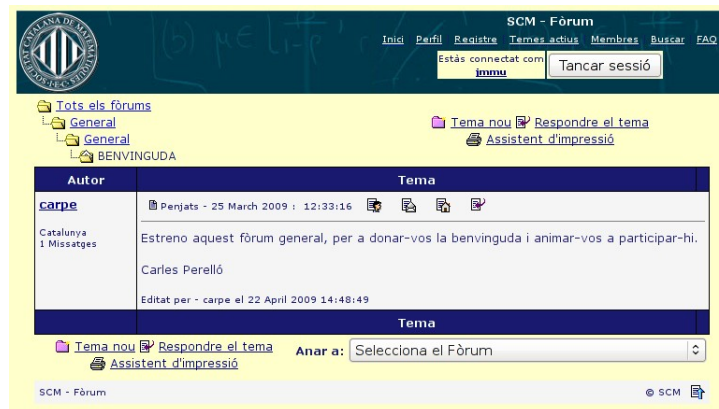 SCM - Fòrum
Inici Perfil Registre Temes actius Membres Buscar FAQ
Estás connectat com
jmmu
Tancar sessió
Tots els fòrums
General
General
BENVINGUDA
Tema nou Respondre el tema
Assistent d'impressió
Autor Tema
carpe
Catalunya
1 Missatges
Penjats - 25 March 2009 : 12:33:16
Estreno aquest fòrum general, per a donar-vos la benvinguda i animar-vos a participar-hi.
Carles Perelló
Editat per - carpe el 22 April 2009 14:48:49
Tema
Tema nou Respondre el tema
Assistent d'impressió
Anar a: Selecciona el Fòrum
SCM - Fòrum © SCM